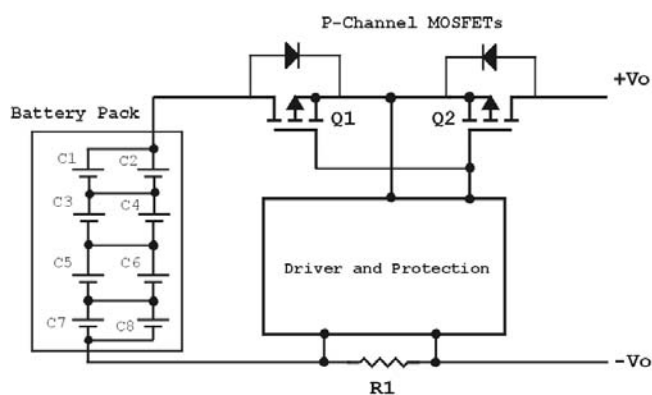 P-Channel MOSFETs
+Vo
Battery Pack
Q1
Q2
C1
C2
C3
C4
C5
C6
C7
C8
Driver and Protection
-Vo
R1